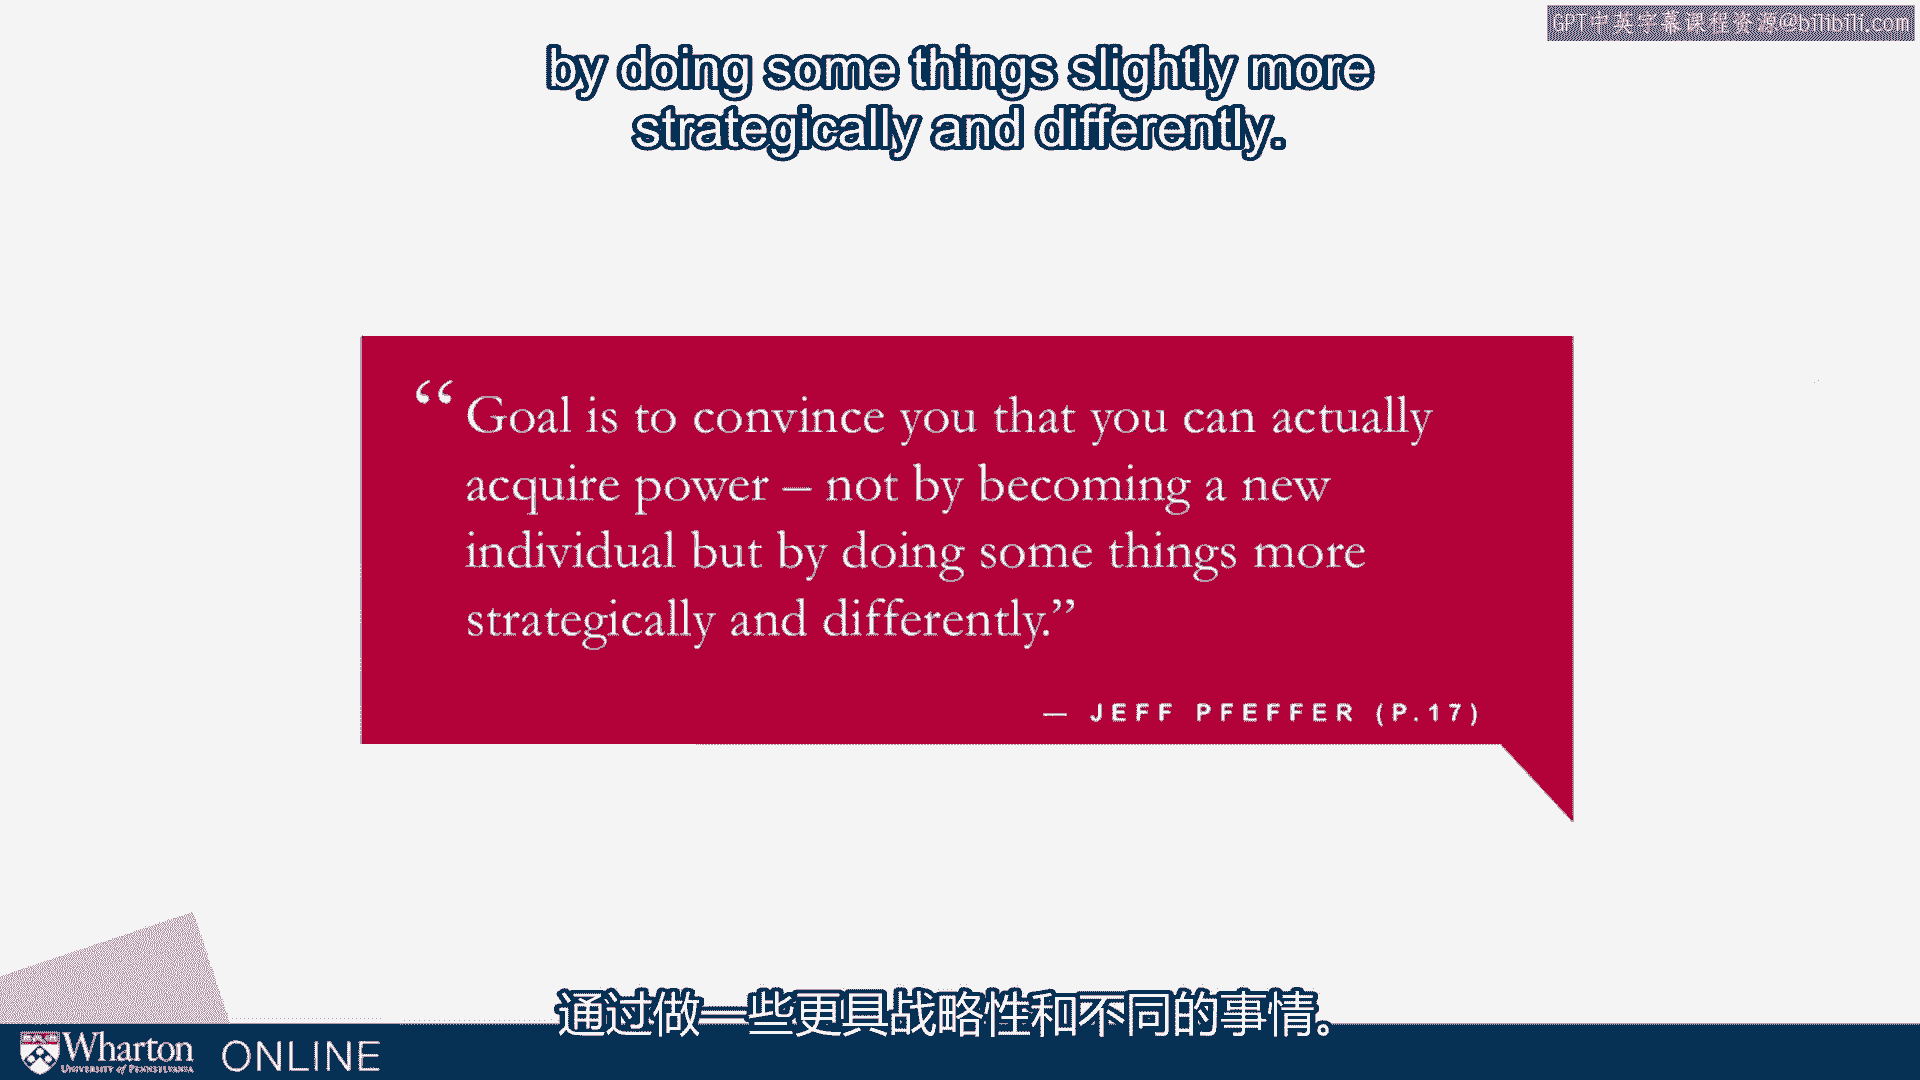 GPT中英字幕课程资源@bilibili.com
by doing some things slightly more
strategically and differently.
“Goal is to convince you that you can actually
acquire power – not by becoming a new
individual but by doing some things more
strategically and differently.”
— JEFF PFEFFER (P.17)
通过做一些更具战略性和不同的事情。
Wharton
UNIVERSITY of PENNSYLVANIA
ONLINE